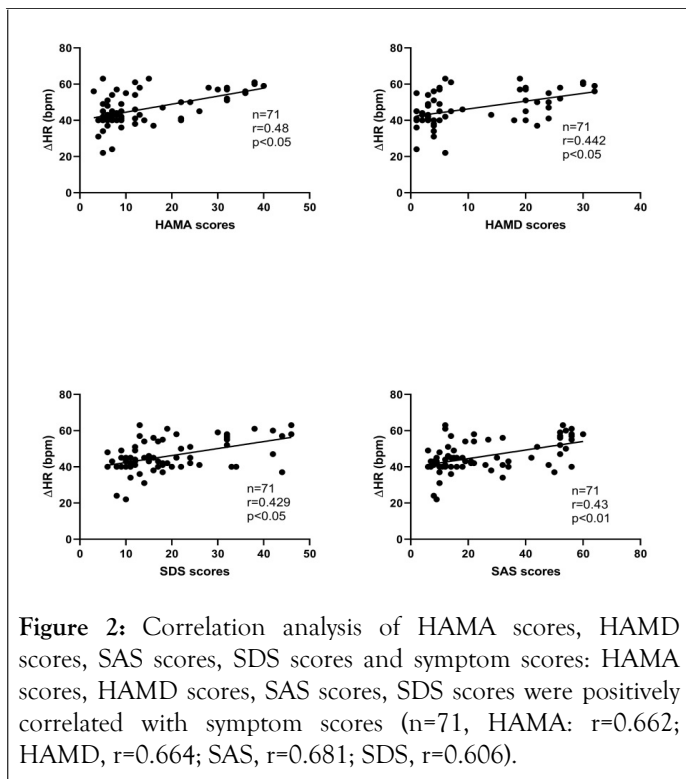 80
60
40
20
0
ΔHR (bpm)
n=71
r=0.48
p<0.05
0 10 20 30 40 50
HAMA scores
80
60
40
20
0
ΔHR (bpm)
n=71
r=0.442
p<0.05
0 10 20 30 40
HAMD scores
80
60
40
20
0
ΔHR (bpm)
n=71
r=0.429
p<0.05
0 10 20 30 40 50
SDS scores
80
60
40
20
0
ΔHR (bpm)
n=71
r=0.43
p<0.01
0 20 40 60 80
SAS scores
Figure 2: Correlation analysis of HAMA scores, HAMD
scores, SAS scores, SDS scores and symptom scores: HAMA
scores, HAMD scores, SAS scores, SDS scores were positively
correlated with symptom scores (n=71, HAMA: r=0.662;
HAMD, r=0.664; SAS, r=0.681; SDS, r=0.606).